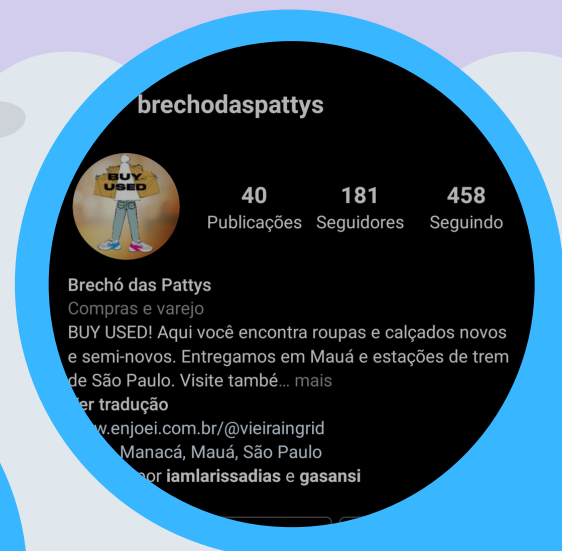 brechodaspattys
BUY
USED
40 181 458
Publicações Seguidores Seguindo
Brechó das Pattys
Compras e varejo
BUY USED! Aqui você encontra roupas e calçados novos
e semi-novos. Entregamos em Mauá e estações de trem
de São Paulo. Visite també... mais
er tradução
w.enjoei.com.br/@vieiraingrid
Manacá, Mauá, São Paulo
por iamlarissadias e gasansi